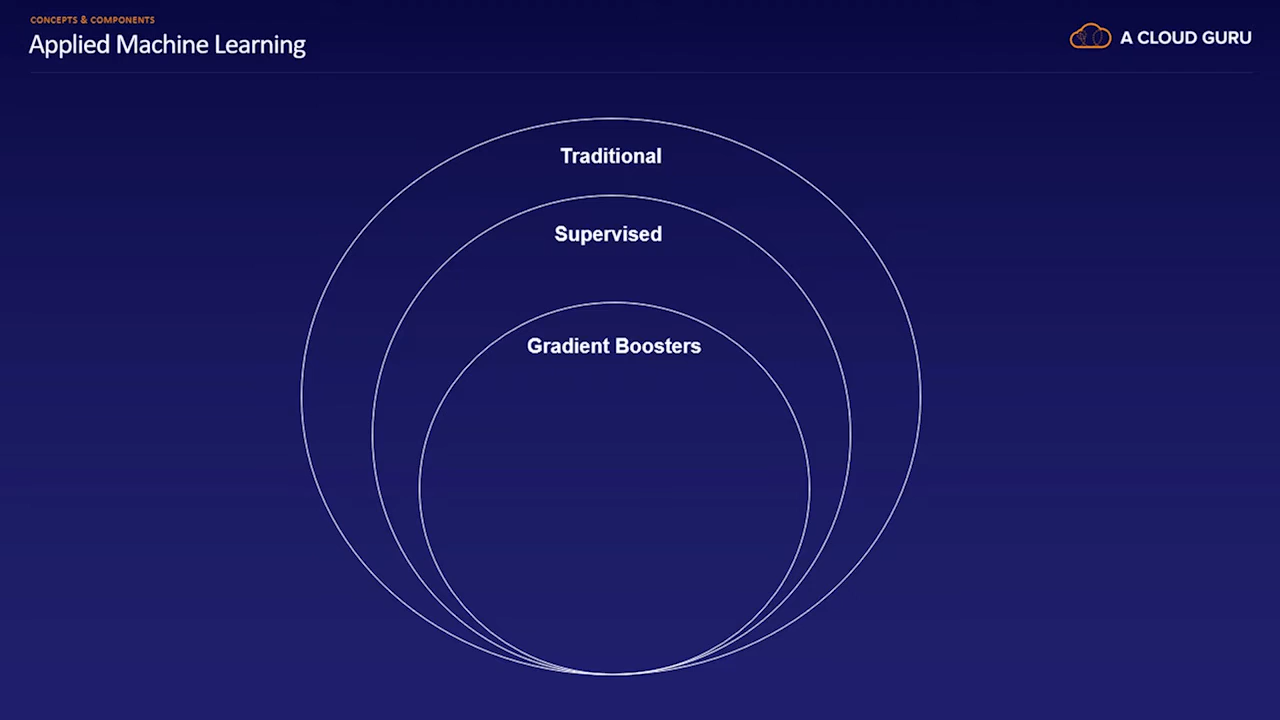 CONCEPTS & COMPONENTS
Applied Machine Learning
A CLOUD GURU
Traditional
Supervised
Gradient Boosters